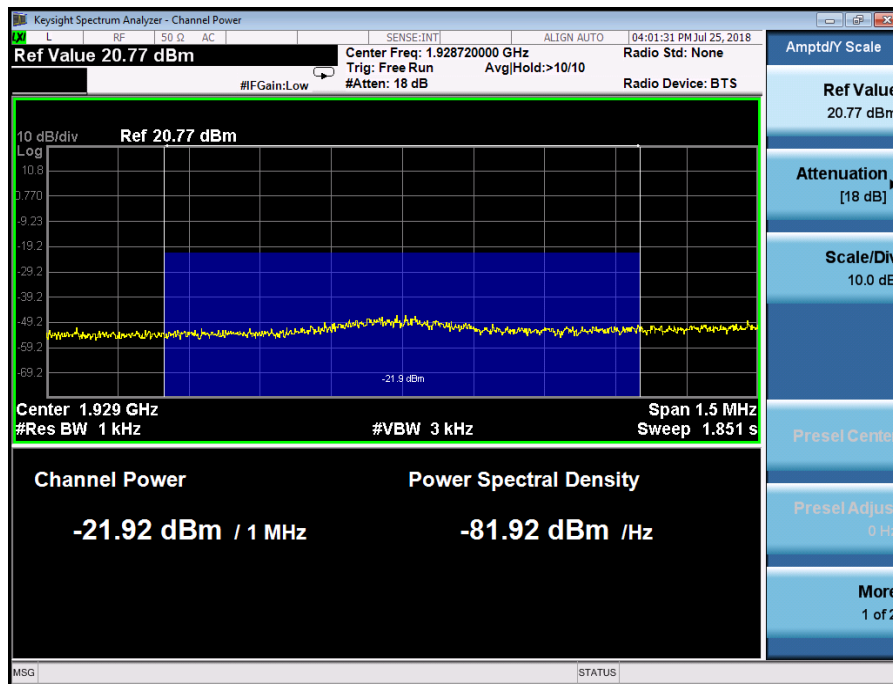 Keysight Spectrum Analyzer - Channel Power
LXI L RF 50 Ω AC SENSE:INT ALIGN AUTO 04:01:31 PM Jul 25, 2018
Ref Value 20.77 dBm
Center Freq: 1.928720000 GHz
Radio Std: None
Trig: Free Run Avg|Hold:>10/10
#IFGain:Low
#Atten: 18 dB
Radio Device: BTS
10 dB/div Ref 20.77 dBm
Log
10.8
0.770
-9.23
-19.2
-29.2
-39.2
-49.2
-59.2
-69.2
-21.9 dBm
Center 1.929 GHz Span 1.5 MHz
#Res BW 1 kHz #VBW 3 kHz Sweep 1.851 s
Channel Power Power Spectral Density
-21.92 dBm / 1 MHz -81.92 dBm /Hz
MSG STATUS
Amptd/Y Scale
Ref Value
20.77 dBm
Attenuation
[18 dB]
Scale/Div
10.0 dB
Presel Center
Presel Adjus
0 Hz
More
1 of 2